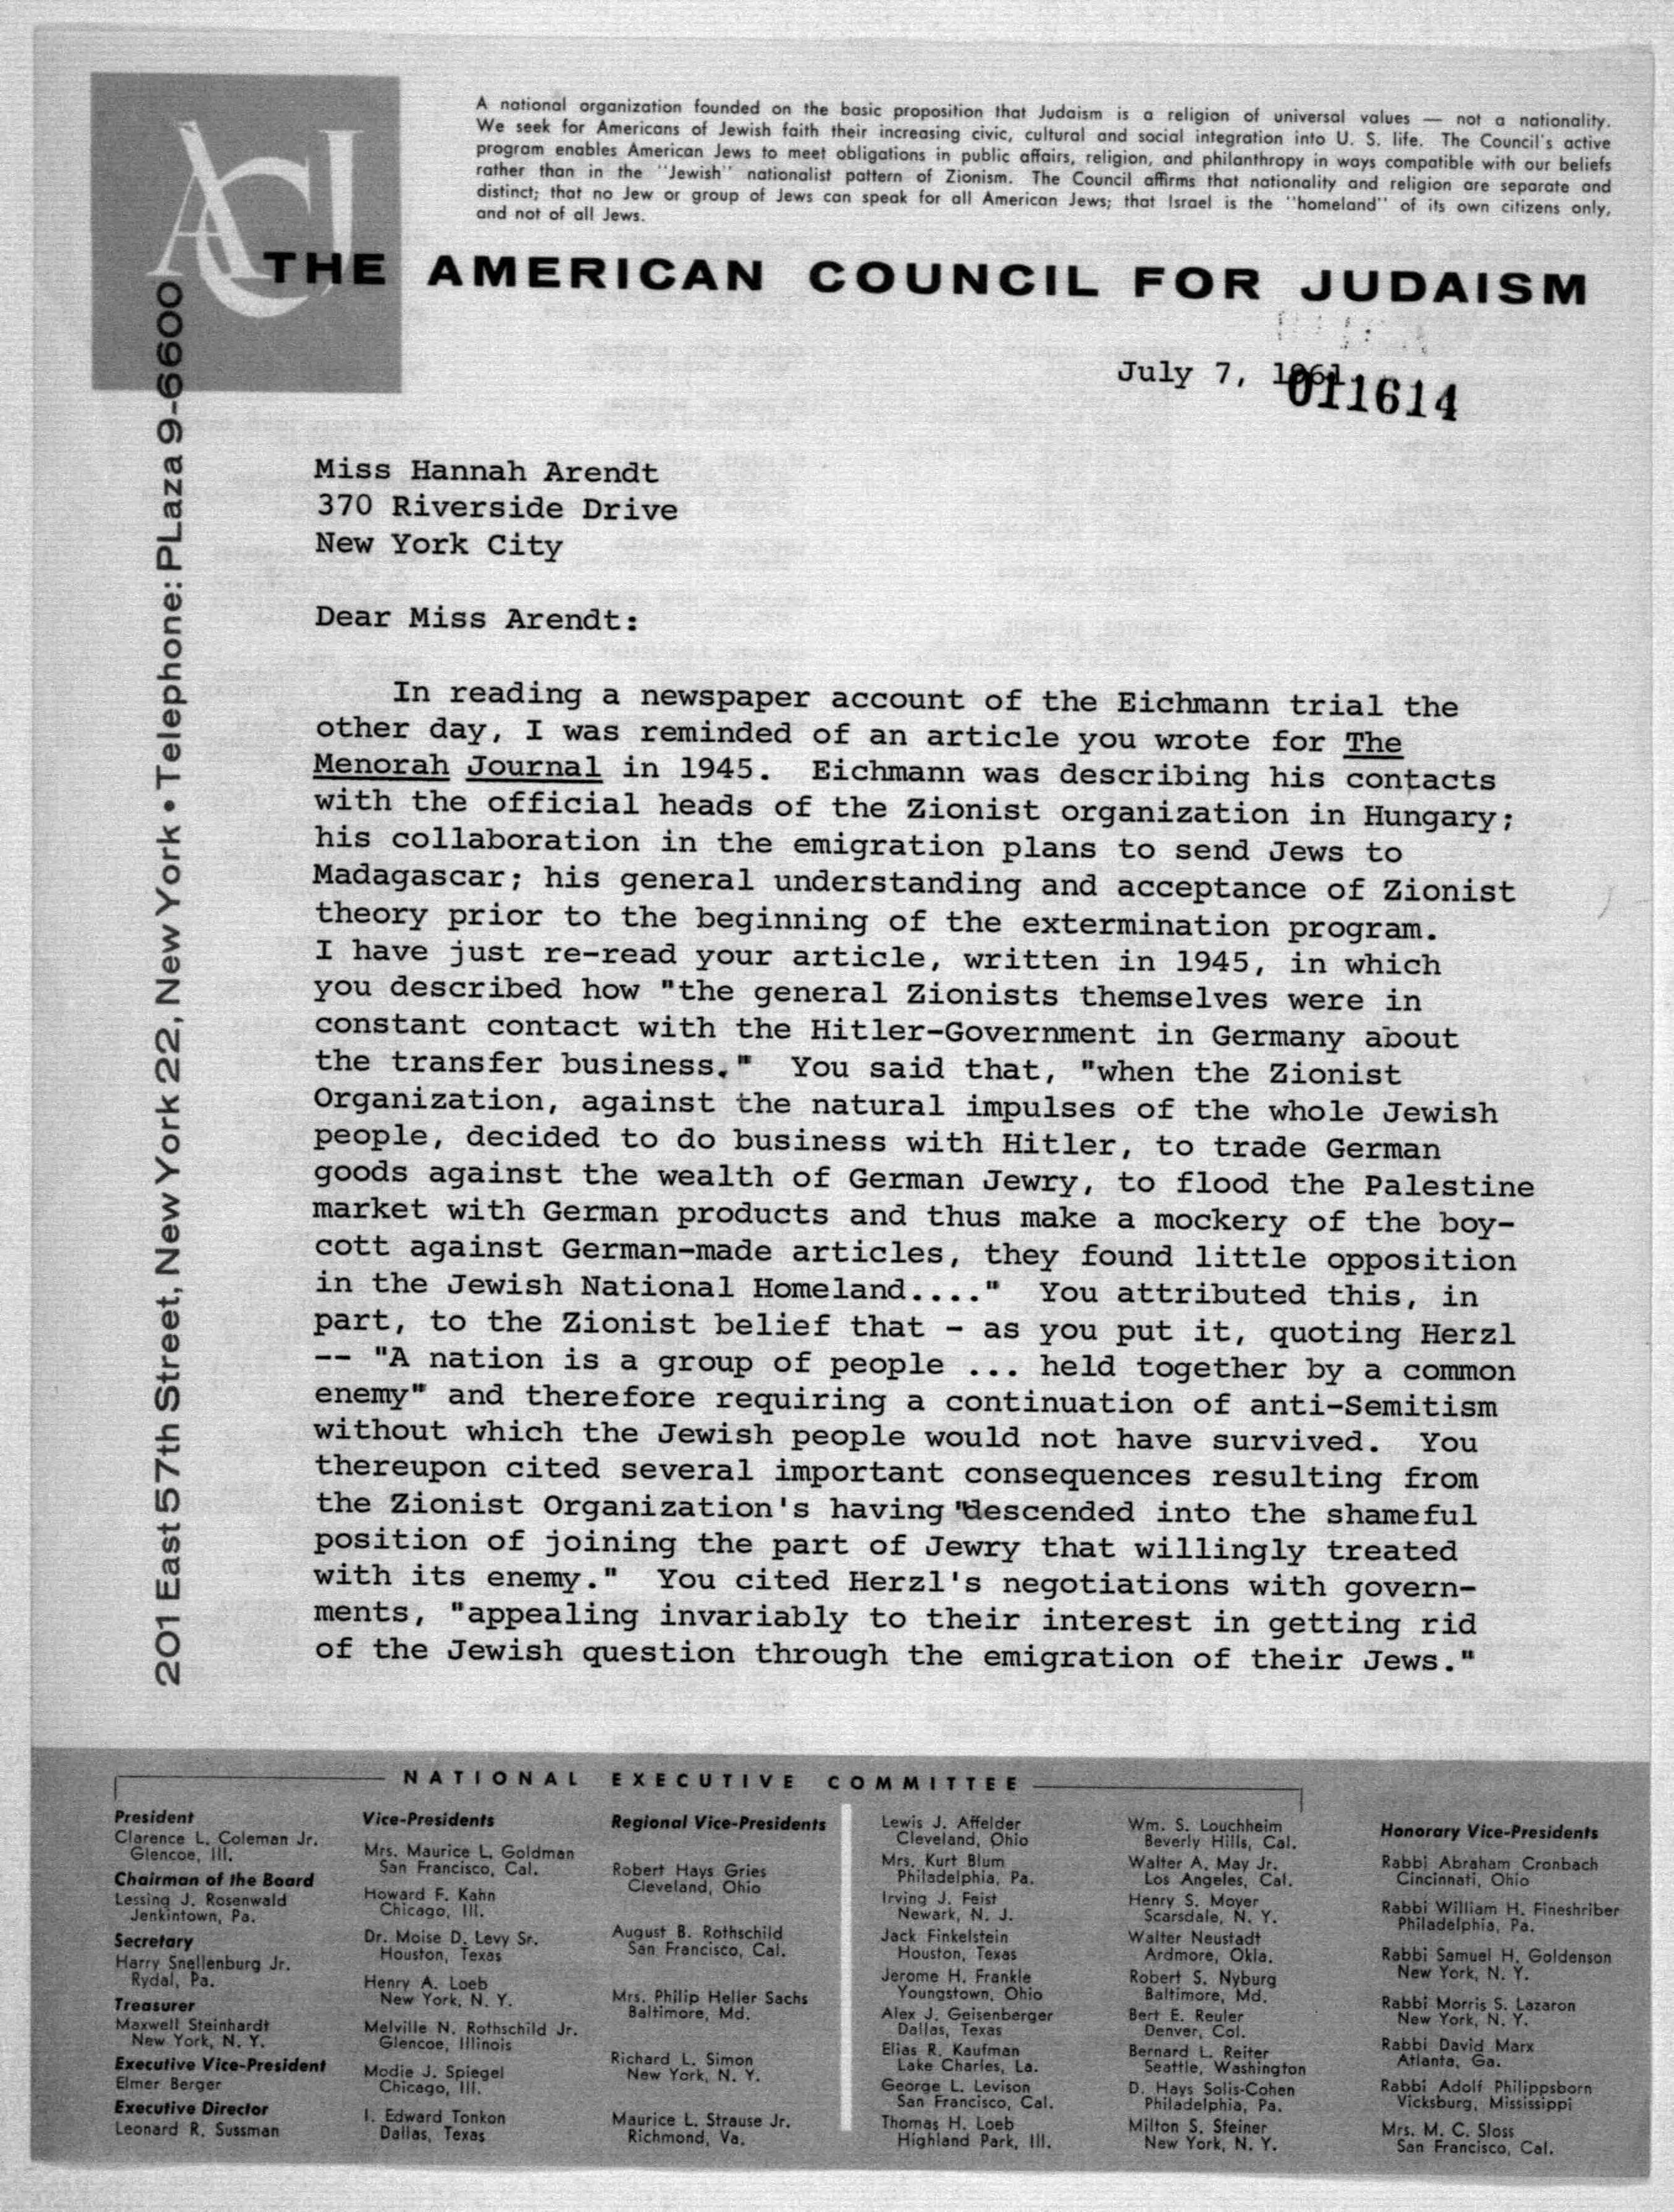 ACJ
A national organization founded on the basic proposition that Judaism is a religion of universal values — not a nationality.
We seek for Americans of Jewish faith their increasing civic, cultural and social integration into U. S. life. The Council's active
program enables American Jews to meet obligations in public affairs, religion, and philanthropy in ways compatible with our beliefs
rather than in the "Jewish" nationalist pattern of Zionism. The Council affirms that nationality and religion are separate and
distinct; that no Jew or group of Jews can speak for all American Jews; that Israel is the "homeland" of its own citizens only,
and not of all Jews.
THE AMERICAN COUNCIL FOR JUDAISM
201 East 57th Street, New York 22, New York • Telephone: PLaza 9-6600
July 7, 1961
011614
Miss Hannah Arendt
370 Riverside Drive
New York City
Dear Miss Arendt:
In reading a newspaper account of the Eichmann trial the
other day, I was reminded of an article you wrote for The
Menorah Journal in 1945. Eichmann was describing his contacts
with the official heads of the Zionist organization in Hungary;
his collaboration in the emigration plans to send Jews to
Madagascar; his general understanding and acceptance of Zionist
theory prior to the beginning of the extermination program.
I have just re-read your article, written in 1945, in which
you described how "the general Zionists themselves were in
constant contact with the Hitler-Government in Germany about
the transfer business." You said that, "when the Zionist
Organization, against the natural impulses of the whole Jewish
people, decided to do business with Hitler, to trade German
goods against the wealth of German Jewry, to flood the Palestine
market with German products and thus make a mockery of the boy-
cott against German-made articles, they found little opposition
in the Jewish National Homeland...." You attributed this, in
part, to the Zionist belief that - as you put it, quoting Herzl
-- "A nation is a group of people ... held together by a common
enemy" and therefore requiring a continuation of anti-Semitism
without which the Jewish people would not have survived. You
thereupon cited several important consequences resulting from
the Zionist Organization's having "descended into the shameful
position of joining the part of Jewry that willingly treated
with its enemy." You cited Herzl's negotiations with govern-
ments, "appealing invariably to their interest in getting rid
of the Jewish question through the emigration of their Jews."
NATIONAL EXECUTIVE COMMITTEE
President
Clarence L. Coleman Jr.
Glencoe, Ill.
Chairman of the Board
Lessing J. Rosenwald
Jenkintown, Pa.
Secretary
Harry Snellenburg Jr.
Rydal, Pa.
Treasurer
Maxwell Steinhardt
New York, N. Y.
Executive Vice-President
Elmer Berger
Executive Director
Leonard R. Sussman
Vice-Presidents
Mrs. Maurice L. Goldman
San Francisco, Cal.
Howard F. Kahn
Chicago, Ill.
Dr. Moise D. Levy Sr.
Houston, Texas
Henry A. Loeb
New York, N. Y.
Melville N. Rothschild Jr.
Glencoe, Illinois
Modie J. Spiegel
Chicago, Ill.
I. Edward Tonkon
Dallas, Texas
Regional Vice-Presidents
Robert Hays Gries
Cleveland, Ohio
August B. Rothschild
San Francisco, Cal.
Mrs. Philip Heller Sachs
Baltimore, Md.
Richard L. Simon
New York, N. Y.
Maurice L. Strause Jr.
Richmond, Va.
Lewis J. Affelder
Cleveland, Ohio
Mrs. Kurt Blum
Philadelphia, Pa.
Irving J. Feist
Newark, N. J.
Jack Finkelstein
Houston, Texas
Jerome H. Frankle
Youngstown, Ohio
Alex J. Geisenberger
Dallas, Texas
Elias R. Kaufman
Lake Charles, La.
George L. Levison
San Francisco, Cal.
Thomas H. Loeb
Highland Park, Ill.
Wm. S. Louchheim
Beverly Hills, Cal.
Walter A. May Jr.
Los Angeles, Cal.
Henry S. Moyer
Scarsdale, N. Y.
Walter Neustadt
Ardmore, Okla.
Robert S. Nyburg
Baltimore, Md.
Bert E. Reuler
Denver, Col.
Bernard L. Reiter
Seattle, Washington
D. Hays Solis-Cohen
Philadelphia, Pa.
Milton S. Steiner
New York, N. Y.
Honorary Vice-Presidents
Rabbi Abraham Cronbach
Cincinnati, Ohio
Rabbi William H. Fineshriber
Philadelphia, Pa.
Rabbi Samuel H. Goldenson
New York, N. Y.
Rabbi Morris S. Lazaron
New York, N. Y.
Rabbi David Marx
Atlanta, Ga.
Rabbi Adolf Philippsborn
Vicksburg, Mississippi
Mrs. M. C. Sloss
San Francisco, Cal.